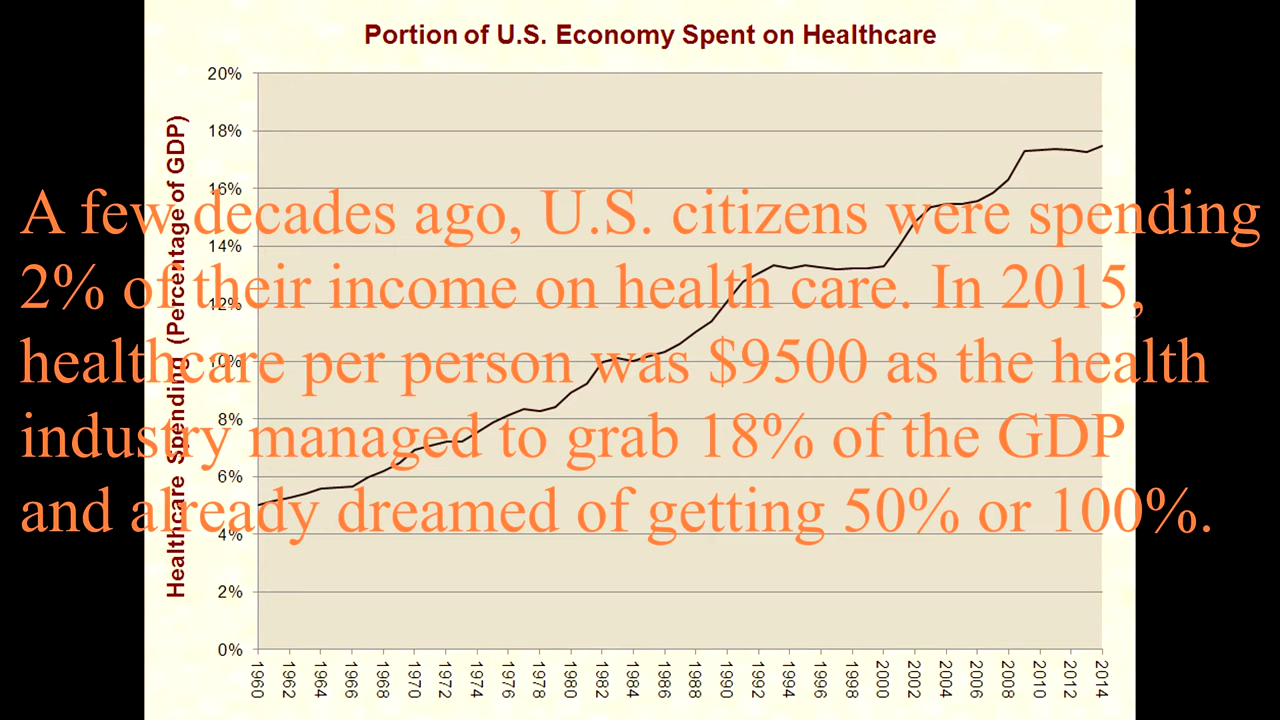 Portion of U.S. Economy Spent on Healthcare
Healthcare Spending (Percentage of GDP)
20%
18%
16%
14%
12%
10%
8%
6%
4%
2%
0%
A few decades ago, U.S. citizens were spending
2% of their income on health care. In 2015,
healthcare per person was $9500 as the health
industry managed to grab 18% of the GDP
and already dreamed of getting 50% or 100%.
1960 1962 1964 1966 1968 1970 1972 1974 1976 1978 1980 1982 1984 1986 1988 1990 1992 1994 1996 1998 2000 2002 2004 2006 2008 2010 2012 2014